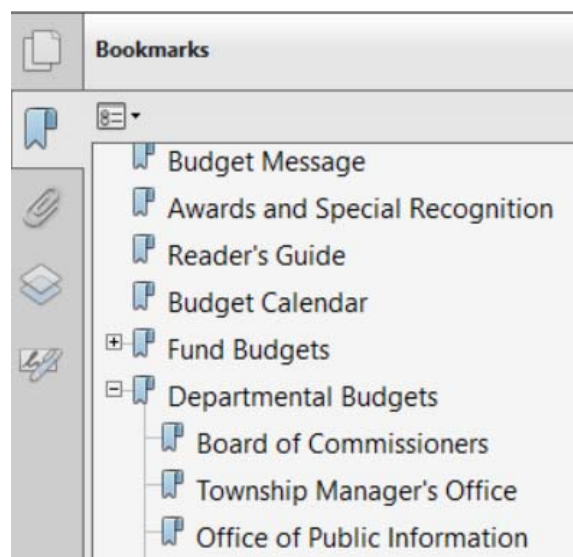 Bookmarks
Budget Message
Awards and Special Recognition
Reader's Guide
Budget Calendar
Fund Budgets
Departmental Budgets
Board of Commissioners
Township Manager's Office
Office of Public Information